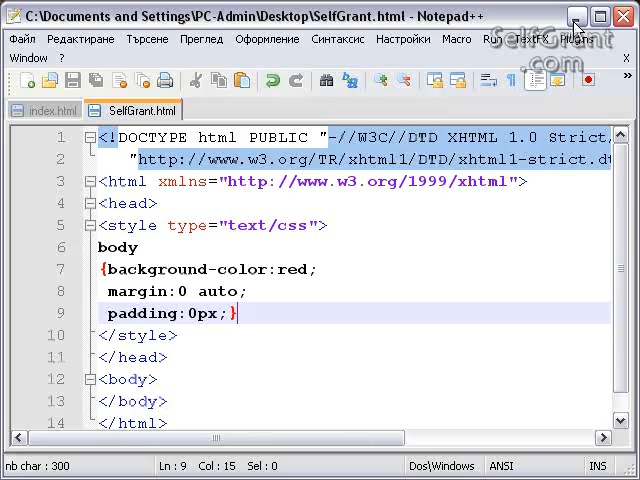 C:\Documents and Settings\PC-Admin\Desktop\SelfGrant.html - Notepad++
Файл Редактиране Търсене Преглед Оформление Синтаксис Настройки Macro Run TextFX Plugins
Window ? X
SelfGrant
.com
index.html SelfGrant.html
1 <!DOCTYPE html PUBLIC "-//W3C//DTD XHTML 1.0 Strict/
2 "http://www.w3.org/TR/xhtml1/DTD/xhtml1-strict.dt
3 <html xmlns="http://www.w3.org/1999/xhtml">
4 <head>
5 <style type="text/css">
6 body
7 {background-color:red;
8 margin:0 auto;
9 padding:0px;}
10 </style>
11 </head>
12 <body>
13 </body>
14 </html>
nb char : 300 Ln : 9 Col : 15 Sel : 0 Dos\Windows ANSI INS